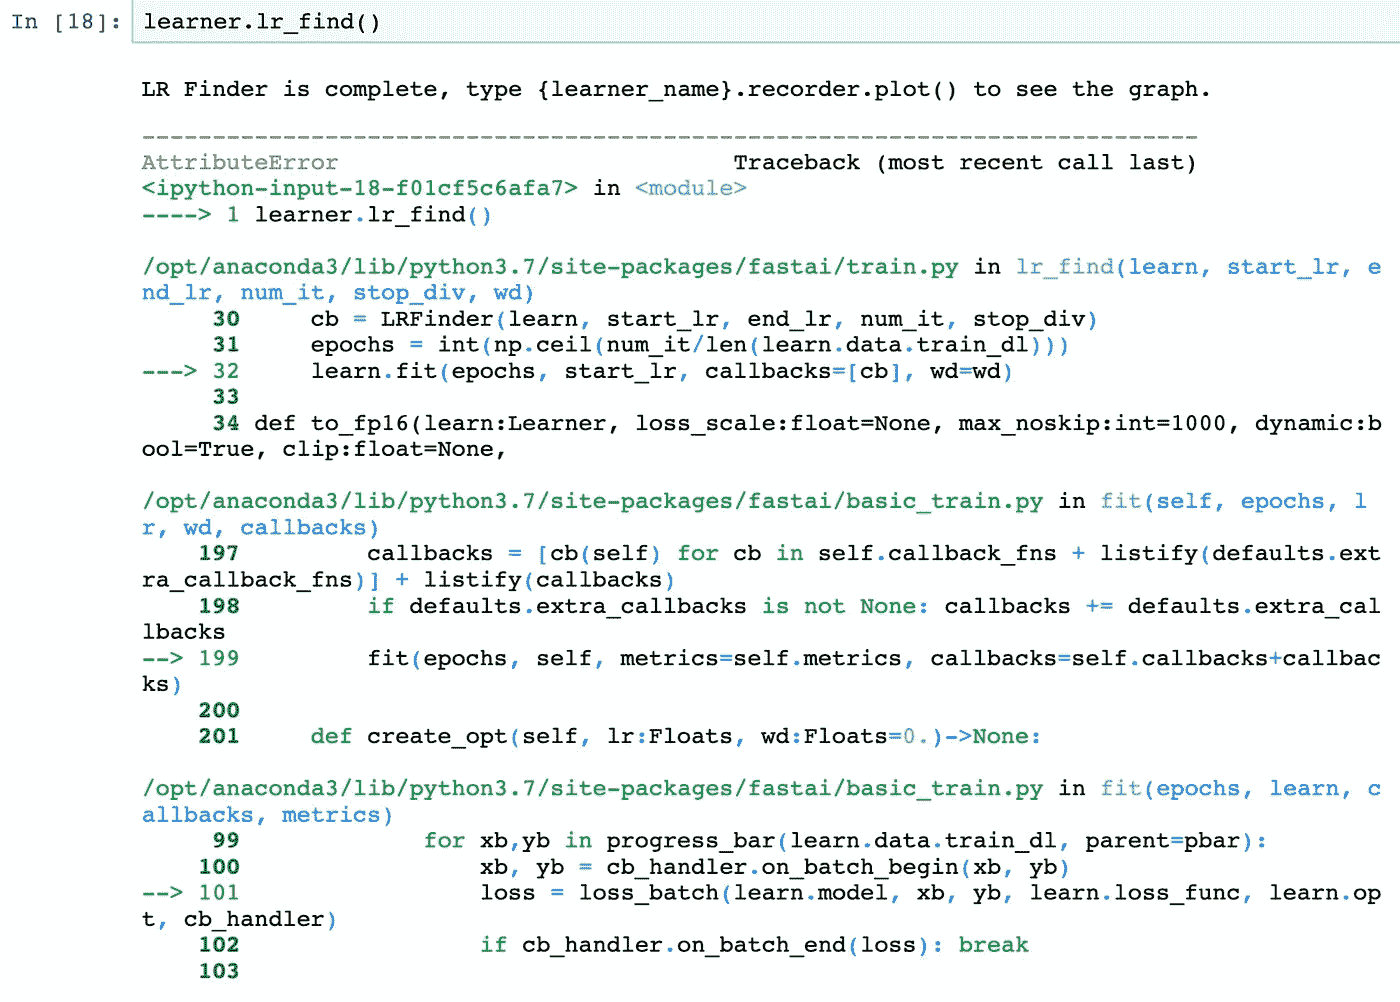 In [18]: learner.lr_find()
LR Finder is complete, type {learner_name}.recorder.plot() to see the graph.
---------------------------------------------------------------------------
AttributeError                            Traceback (most recent call last)
<ipython-input-18-f01cf5c6afa7> in <module>
----> 1 learner.lr_find()
/opt/anaconda3/lib/python3.7/site-packages/fastai/train.py in lr_find(learn, start_lr, e
nd_lr, num_it, stop_div, wd)
     30     cb = LRFinder(learn, start_lr, end_lr, num_it, stop_div)
     31     epochs = int(np.ceil(num_it/len(learn.data.train_dl)))
---> 32     learn.fit(epochs, start_lr, callbacks=[cb], wd=wd)
     33
     34 def to_fp16(learn:Learner, loss_scale:float=None, max_noskip:int=1000, dynamic:b
ool=True, clip:float=None,
/opt/anaconda3/lib/python3.7/site-packages/fastai/basic_train.py in fit(self, epochs, l
r, wd, callbacks)
    197         callbacks = [cb(self) for cb in self.callback_fns + listify(defaults.ext
ra_callback_fns)] + listify(callbacks)
    198         if defaults.extra_callbacks is not None: callbacks += defaults.extra_cal
lbacks
--> 199         fit(epochs, self, metrics=self.metrics, callbacks=self.callbacks+callbac
ks)
    200
    201     def create_opt(self, lr:Floats, wd:Floats=0.)->None:
/opt/anaconda3/lib/python3.7/site-packages/fastai/basic_train.py in fit(epochs, learn, c
allbacks, metrics)
     99             for xb,yb in progress_bar(learn.data.train_dl, parent=pbar):
    100                 xb, yb = cb_handler.on_batch_begin(xb, yb)
--> 101                 loss = loss_batch(learn.model, xb, yb, learn.loss_func, learn.op
t, cb_handler)
    102                 if cb_handler.on_batch_end(loss): break
    103